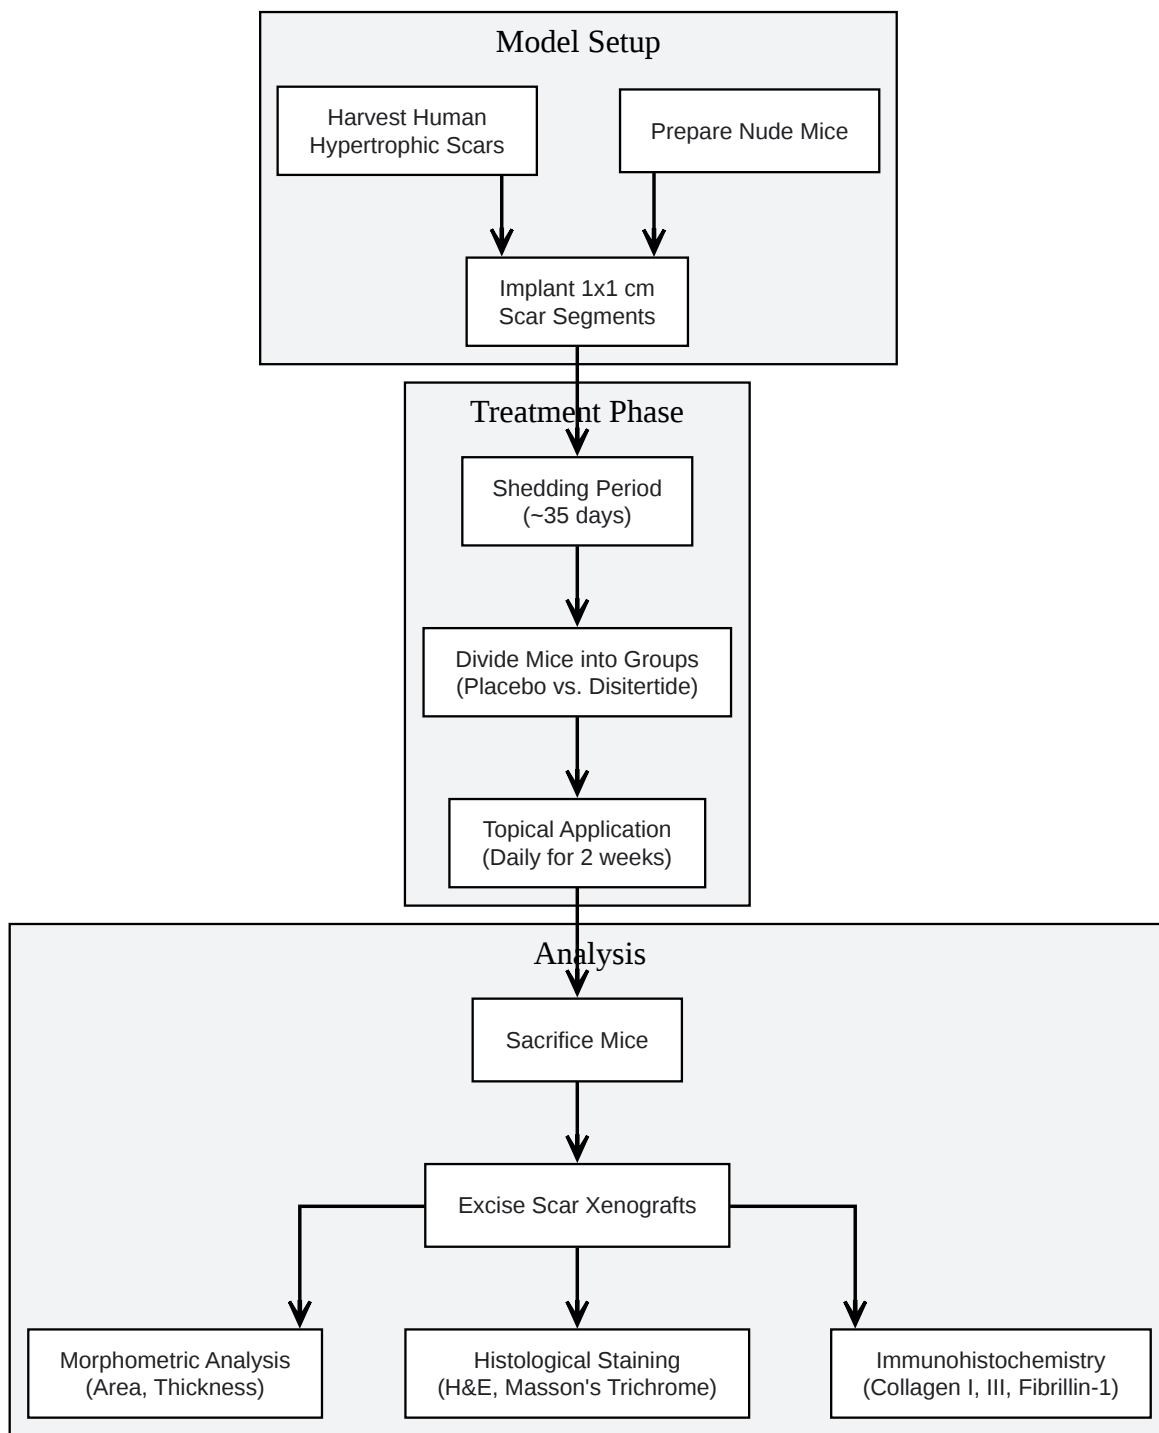 Model Setup
Harvest Human
Hypertrophic Scars
Prepare Nude Mice
Implant 1x1 cm
Scar Segments
Treatment Phase
Shedding Period
(~35 days)
Divide Mice into Groups
(Placebo vs. Disitertide)
Topical Application
(Daily for 2 weeks)
Analysis
Sacrifice Mice
Excise Scar Xenografts
Morphometric Analysis
(Area, Thickness)
Histological Staining
(H&E, Masson's Trichrome)
Immunohistochemistry
(Collagen I, III, Fibrillin-1)